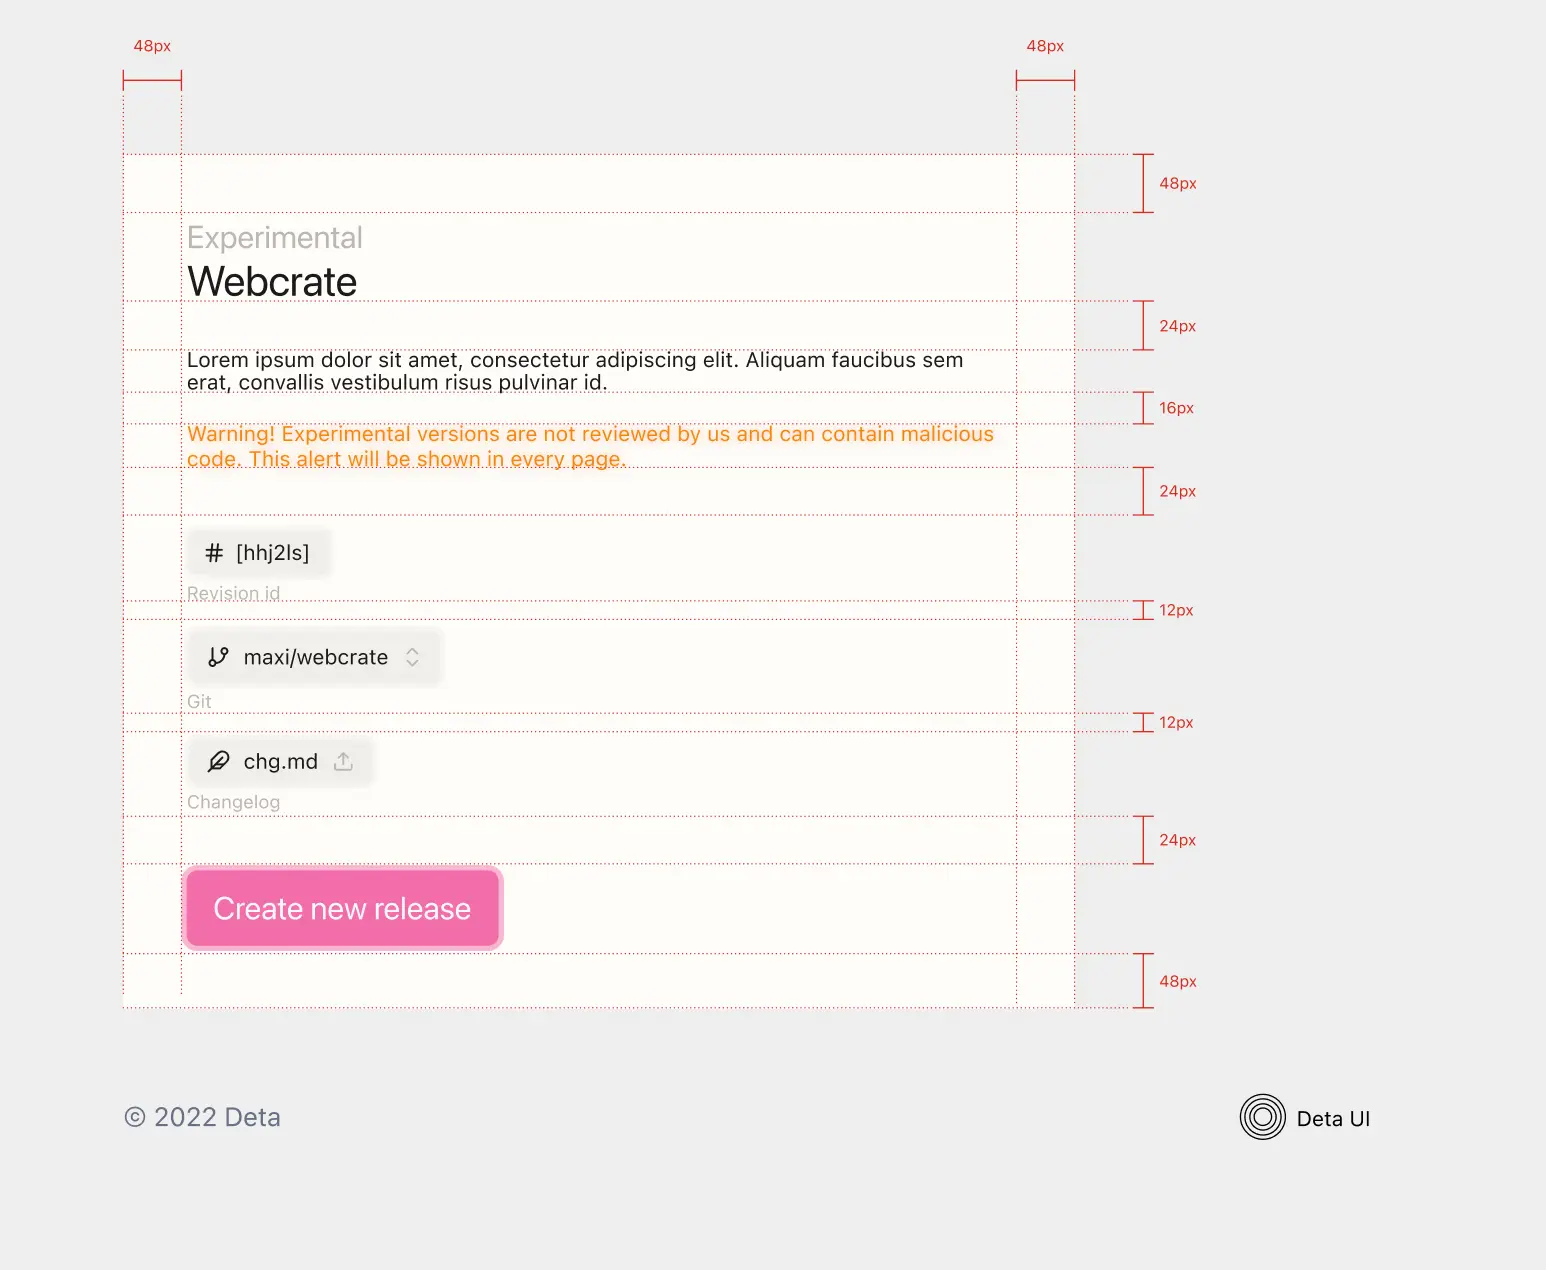 48px
48px
48px
Experimental
Webcrate
24px
Lorem ipsum dolor sit amet, consectetur adipiscing elit. Aliquam faucibus sem
erat, convallis vestibulum risus pulvinar id.
16px
Warning! Experimental versions are not reviewed by us and can contain malicious
code. This alert will be shown in every page.
24px
# [hhj2ls]
Revision id
12px
maxi/webcrate
Git
12px
chg.md
Changelog
24px
Create new release
48px
© 2022 Deta
Deta UI